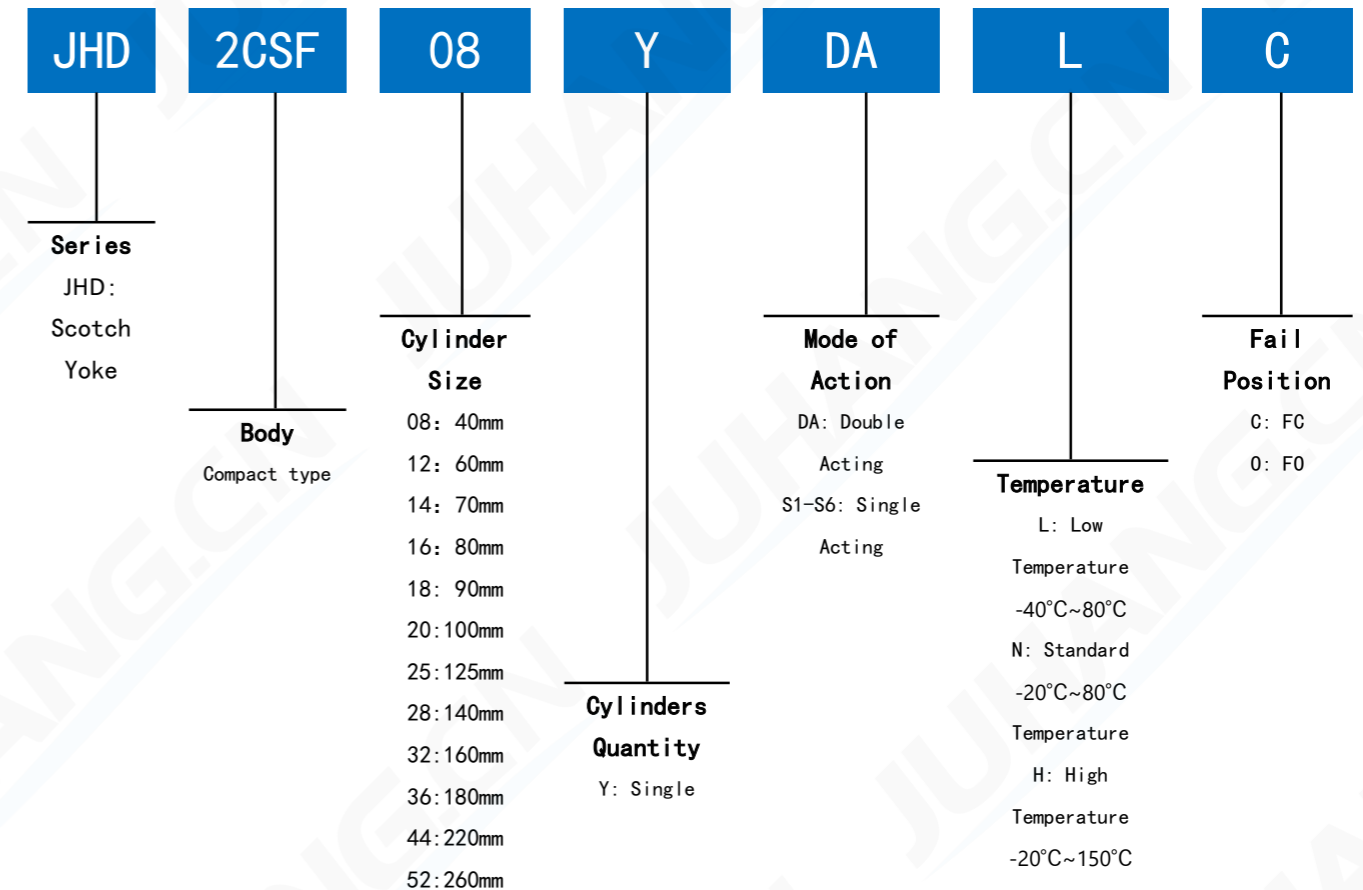 JHD 2CSF 08 Y DA L C
Series
JHD:
Scotch
Yoke
Body
Compact type
Cylinder
Size
08: 40mm
12: 60mm
14: 70mm
16: 80mm
18: 90mm
20:100mm
25:125mm
28:140mm
32:160mm
36:180mm
44:220mm
52:260mm
Cylinders
Quantity
Y: Single
Mode of
Action
DA: Double
Acting
S1-S6: Single
Acting
Temperature
L: Low
Temperature
-40°C~80°C
N: Standard
-20°C~80°C
Temperature
H: High
Temperature
-20°C~150°C
Fail
Position
C: FC
O: FO
JUHANG.CN